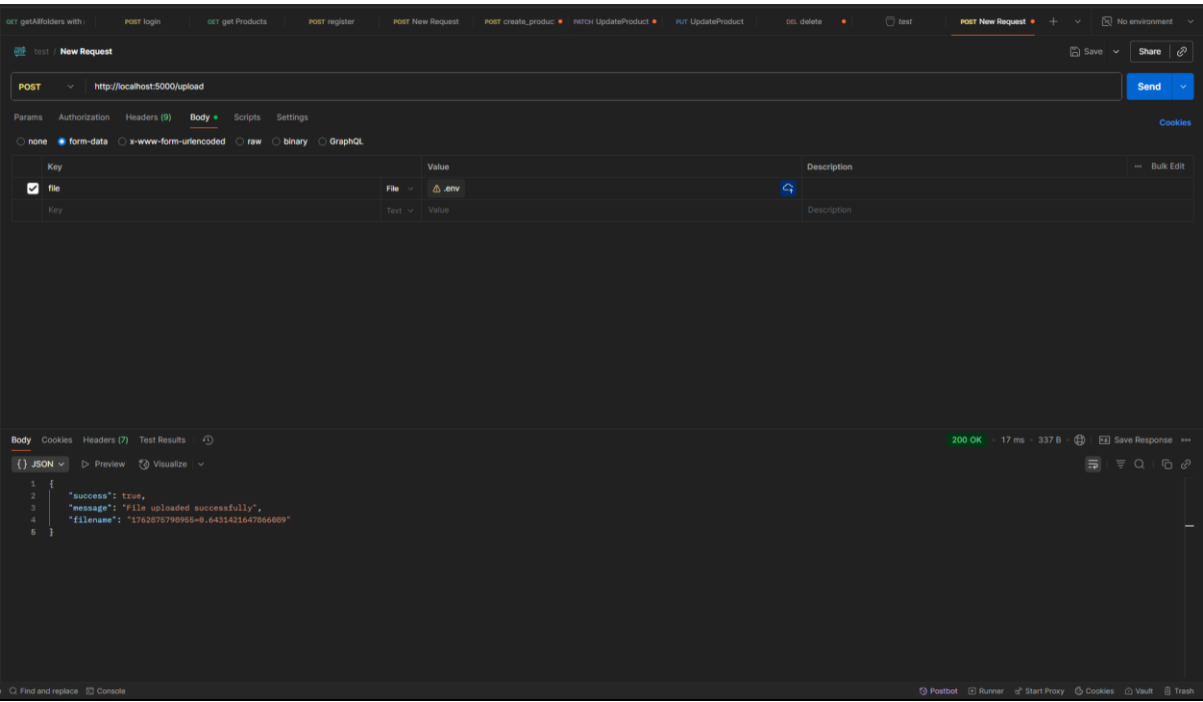 GET getAllfolders with POST login GET get Products POST register POST New Request POST create_produc PATCH UpdateProduct PUT UpdateProduct DEL delete test POST New Request No environment
test / New Request Save Share
POST http://localhost:5000/upload Send
Params Authorization Headers (9) Body Scripts Settings Cookies
none form-data x-www-form-urlencoded raw binary GraphQL
Key Value Description Bulk Edit
file File .env
Key Text Value Description
Body Cookies Headers (7) Test Results 200 OK 17 ms 337 B Save Response
{} JSON Preview Visualize
1 {
2 "success": true,
3 "message": "File uploaded successfully",
4 "filename":
5 }
Find and replace Console Postbot Runner Start Proxy Cookies Vault Trash